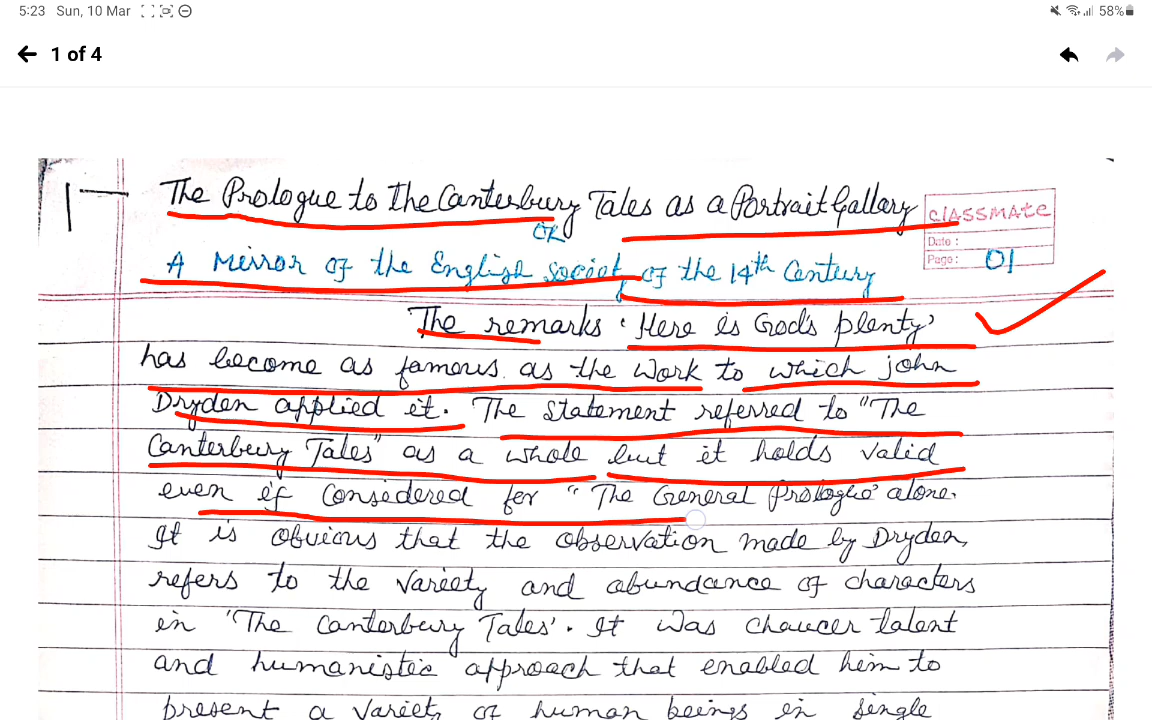 5:23 Sun, 10 Mar
58%
1 of 4
1
The Prologue to the Canterbury Tales as a Portrait Gallary
OR
A Mirror of the English Society of the 14th Century
CLASSMATE
Date :
Page : 01
The remarks 'Here is God's plenty'
has become as famous as the work to which john
Dryden applied it. The statement referred to "The
Canterbury Tales" as a whole but it holds valid
even if Considered for "The General Prologue' alone.
It is obvious that the observation made by Dryden,
refers to the Variety and abundance of characters
in 'The Canterbury Tales'. It was Chaucer talent
and humanistic approach that enabled him to
present a variety of human beings in single